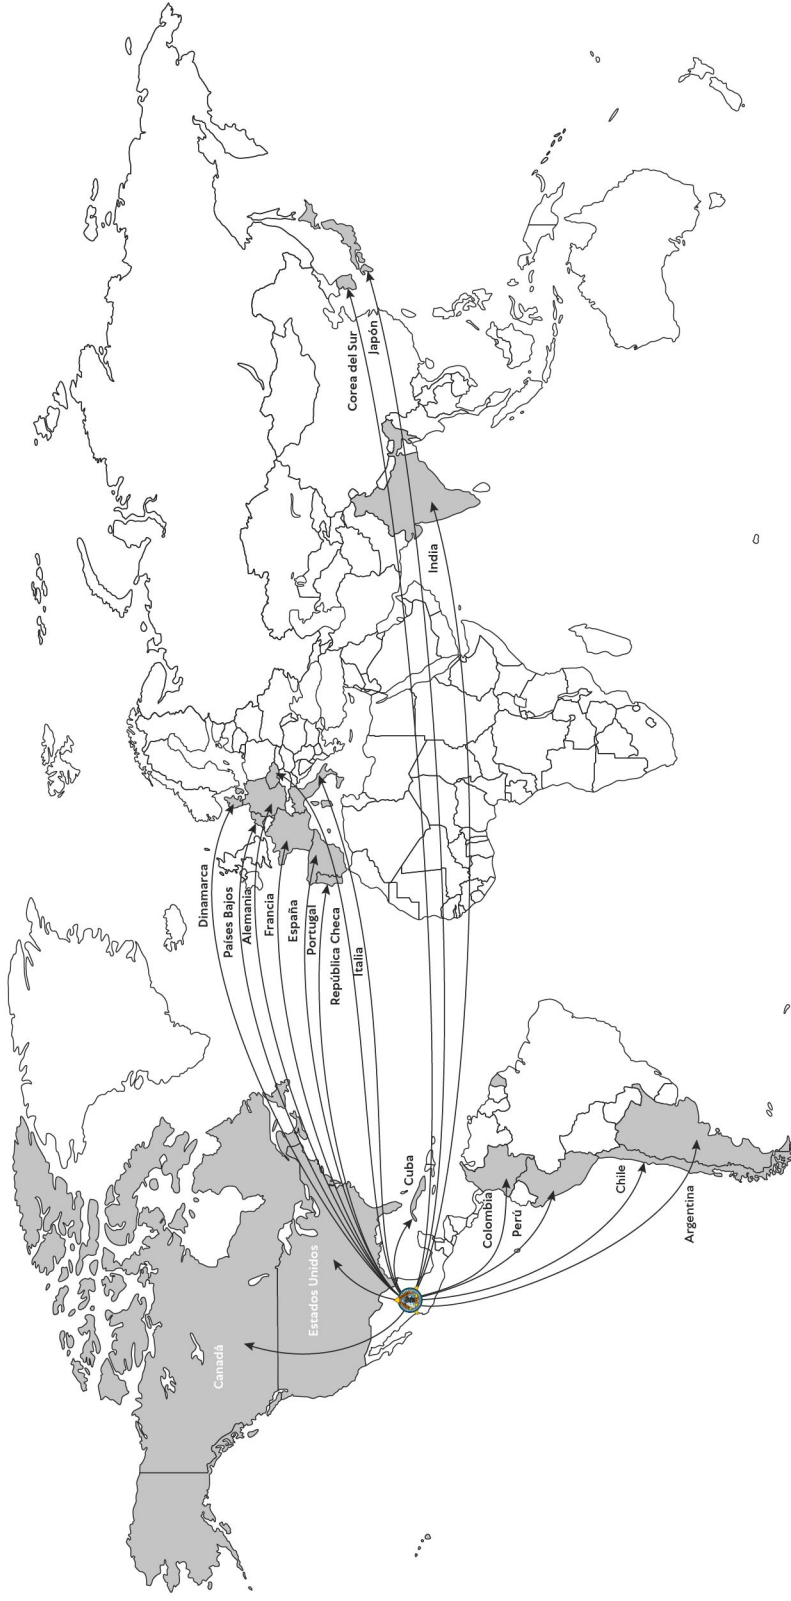 Canadá
Estados Unidos
Cuba
Colombia
Perú
Chile
Argentina
Dinamarca
Países Bajos
Alemania
Francia
España
Portugal
República Checa
Italia
India
Corea del Sur
Japón